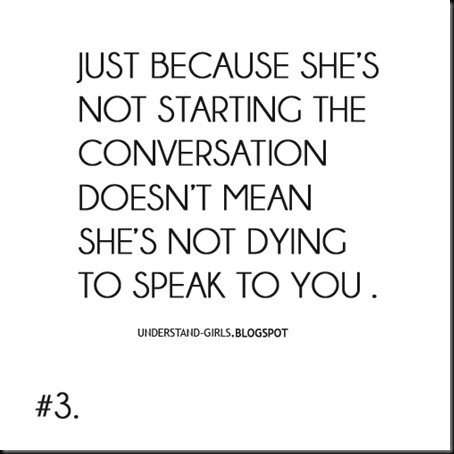 JUST BECAUSE SHE'S
NOT STARTING THE
CONVERSATION
DOESN'T MEAN
SHE'S NOT DYING
TO SPEAK TO YOU .
UNDERSTAND-GIRLS.BLOGSPOT
#3.